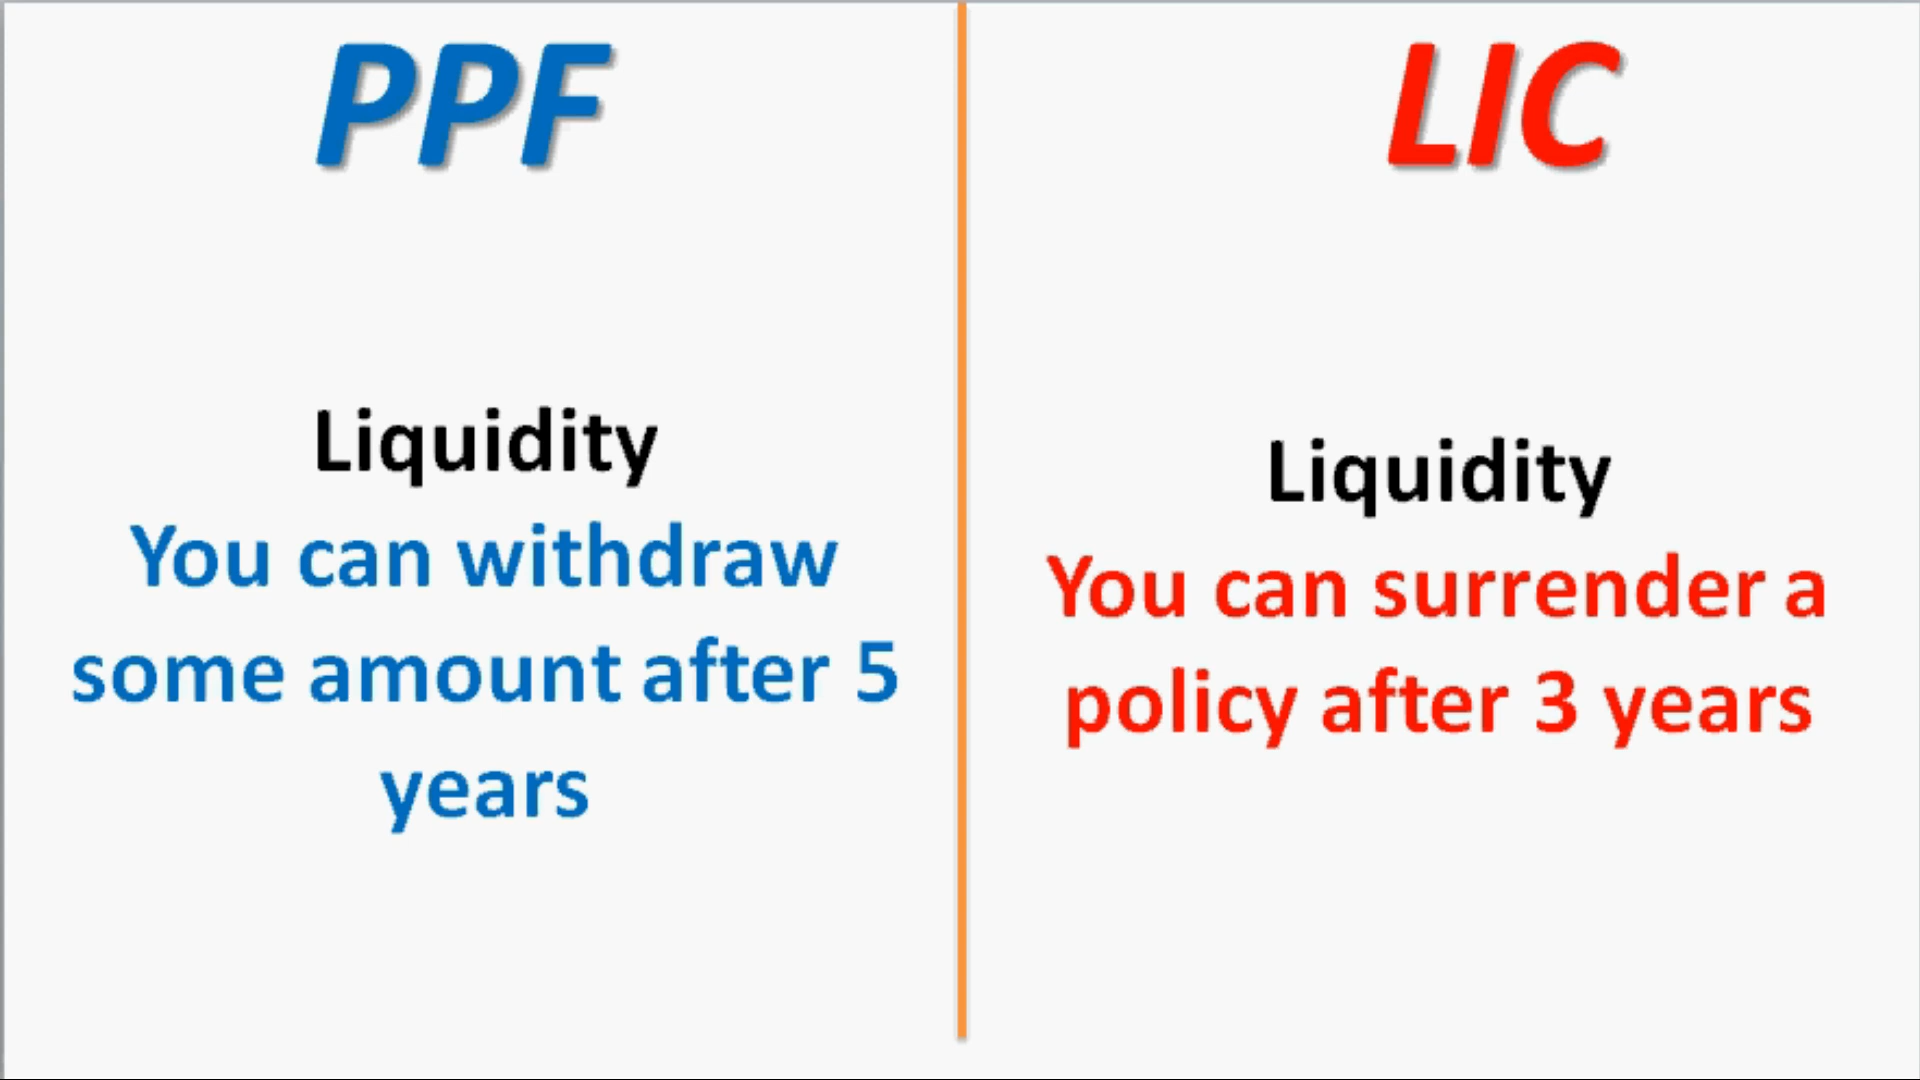 PPF
Liquidity
You can withdraw
some amount after 5
years
LIC
Liquidity
You can surrender a
policy after 3 years